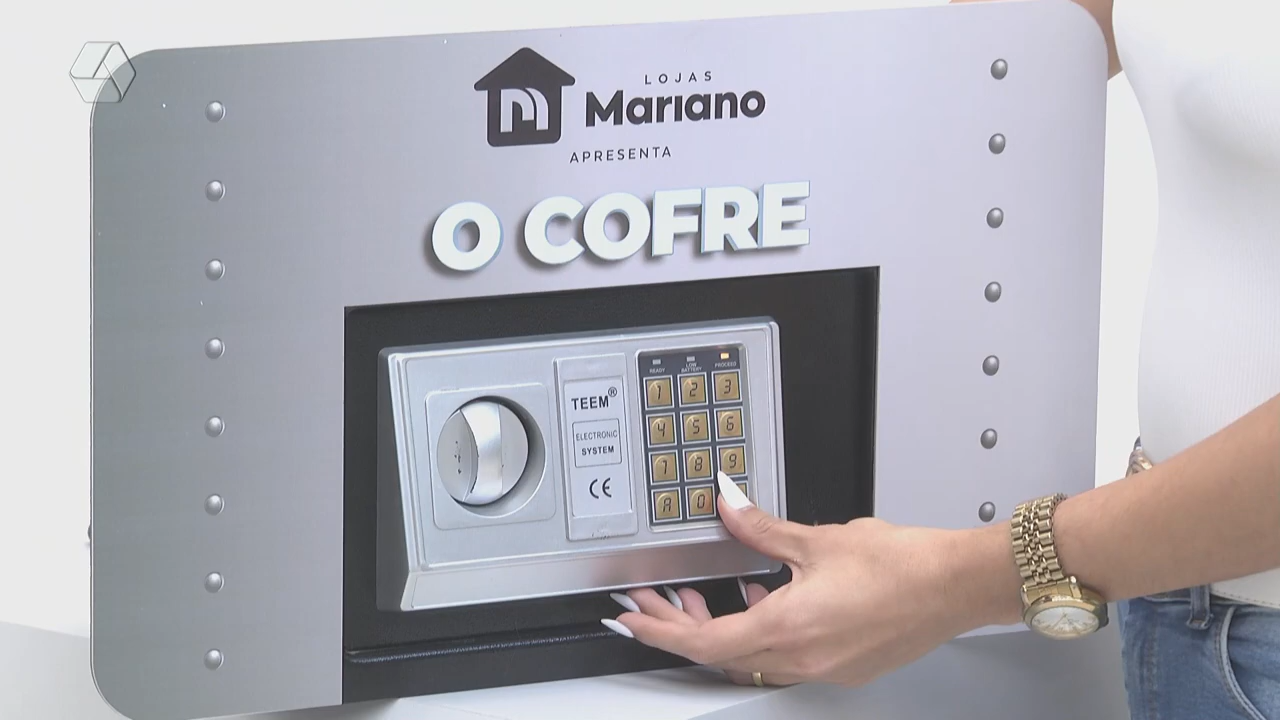 LOJAS
Mariano
APRESENTA
O COFRE
TEEM®
ELECTRONIC
SYSTEM
CE
READY
LOW
BATTERY
PROCEED
1 2 3
4 5 6
7 8 9
A 0